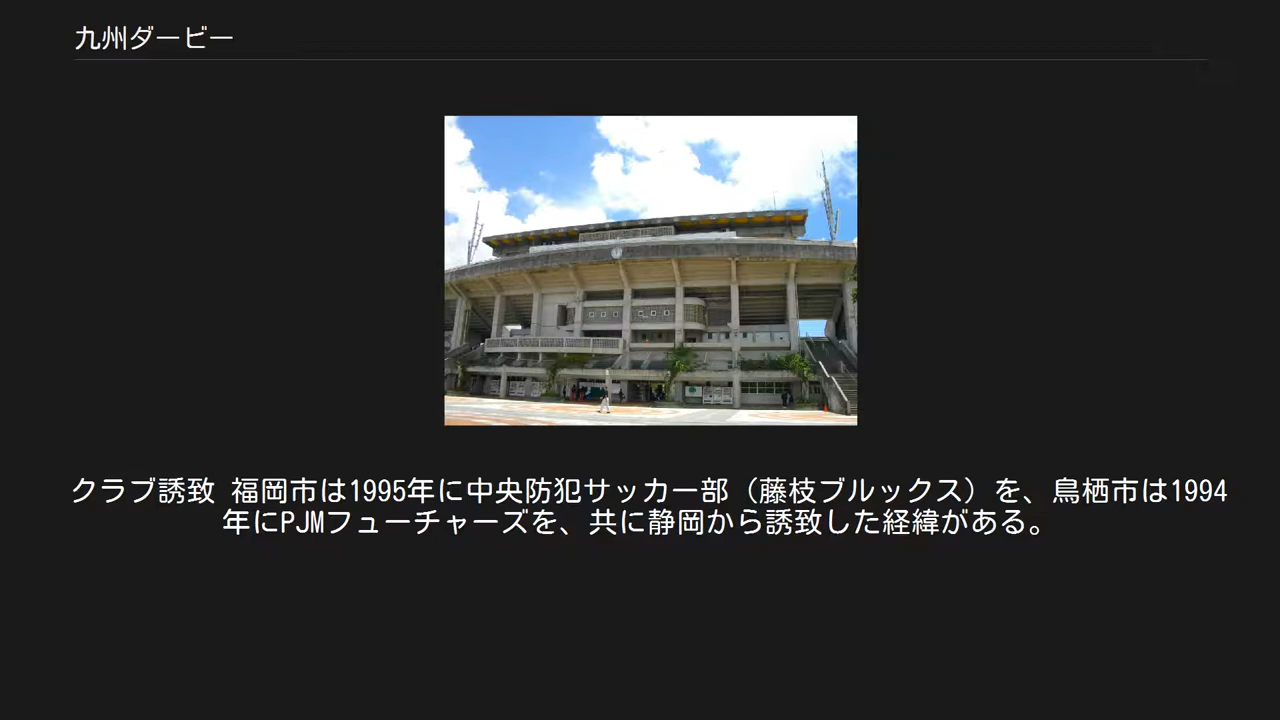 九州ダービー
クラブ誘致 福岡市は1995年に中央防犯サッカー部（藤枝ブルックス）を、鳥栖市は1994
年にPJMフューチャーズを、共に静岡から誘致した経緯がある。